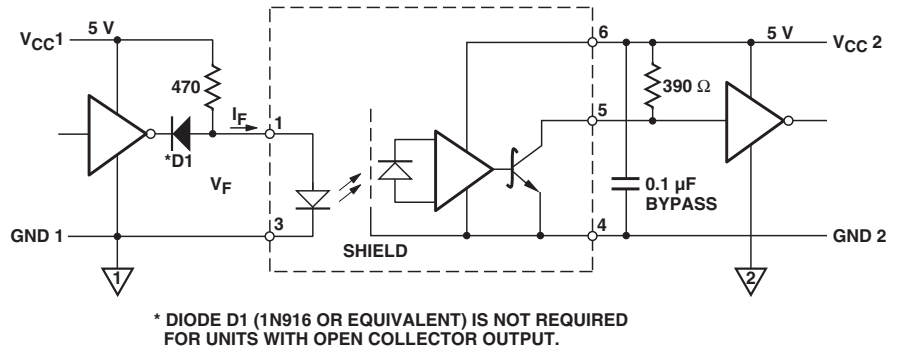 V_CC1
5 V
470
I_F
1
*D1
V_F
3
GND 1
1
SHIELD
6
5 V
V_CC 2
390 Ω
5
0.1 µF
BYPASS
4
GND 2
2
* DIODE D1 (1N916 OR EQUIVALENT) IS NOT REQUIRED
FOR UNITS WITH OPEN COLLECTOR OUTPUT.